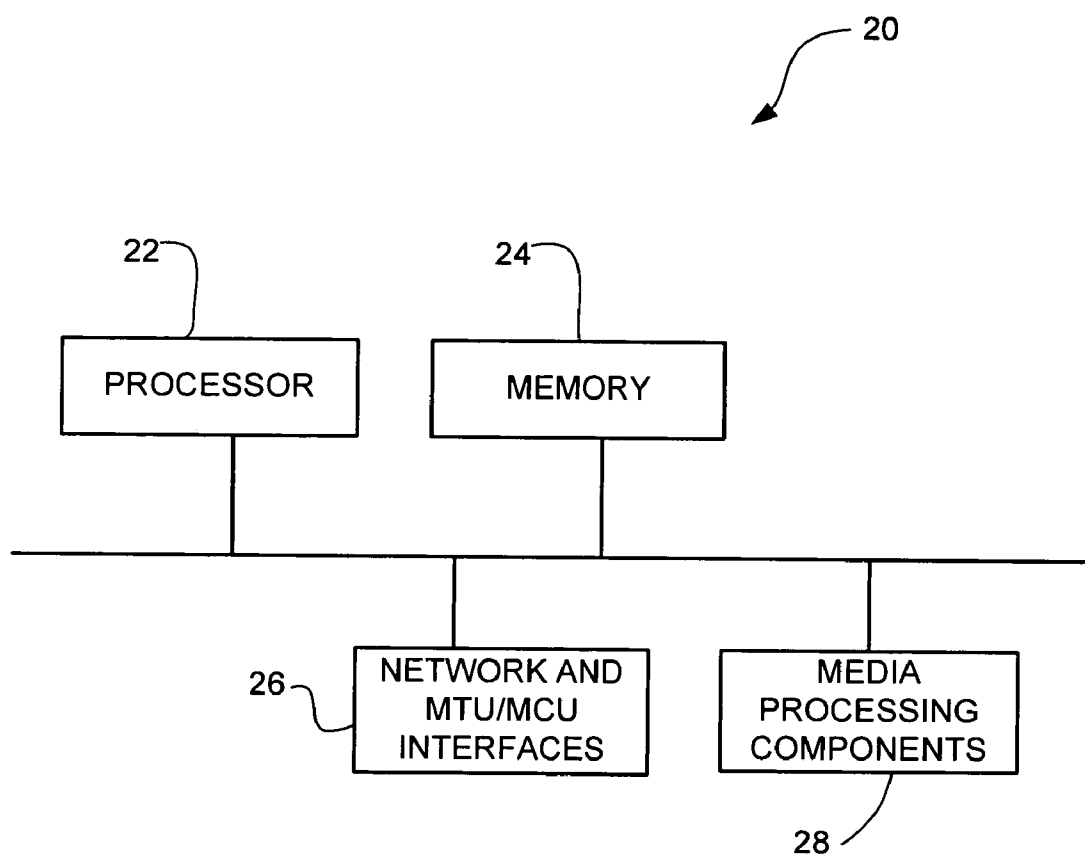 20
22
24
PROCESSOR
MEMORY
26
NETWORK AND
MTU/MCU
INTERFACES
MEDIA
PROCESSING
COMPONENTS
28